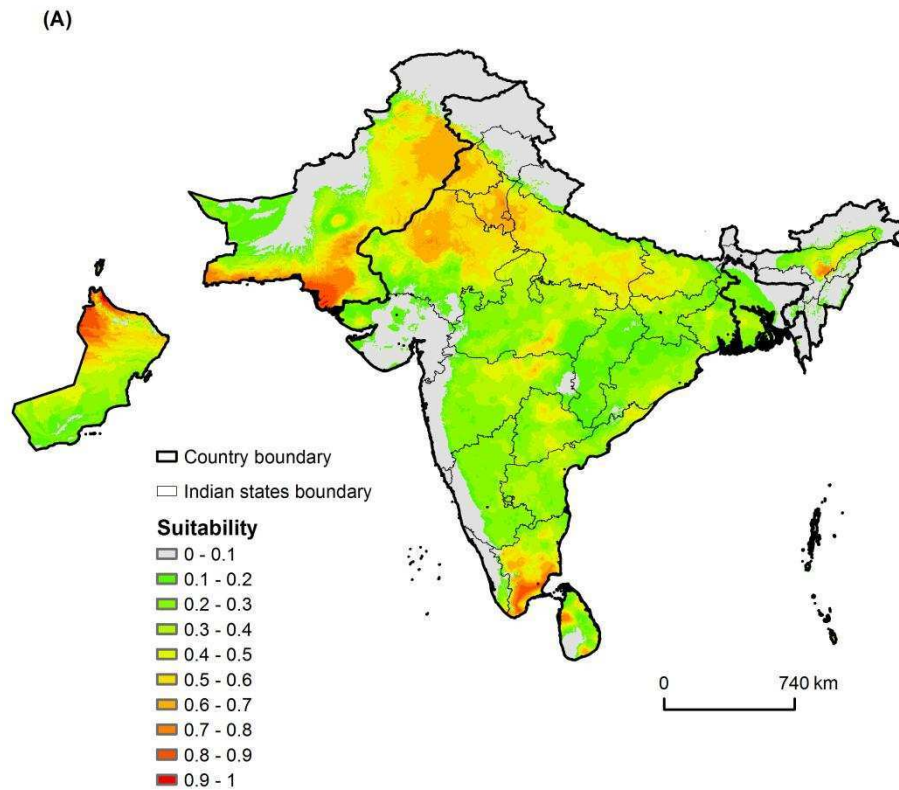 (A)
Country boundary
Indian states boundary
Suitability
0 - 0.1
0.1 - 0.2
0.2 - 0.3
0.3 - 0.4
0.4 - 0.5
0.5 - 0.6
0.6 - 0.7
0.7 - 0.8
0.8 - 0.9
0.9 - 1
0 740 km